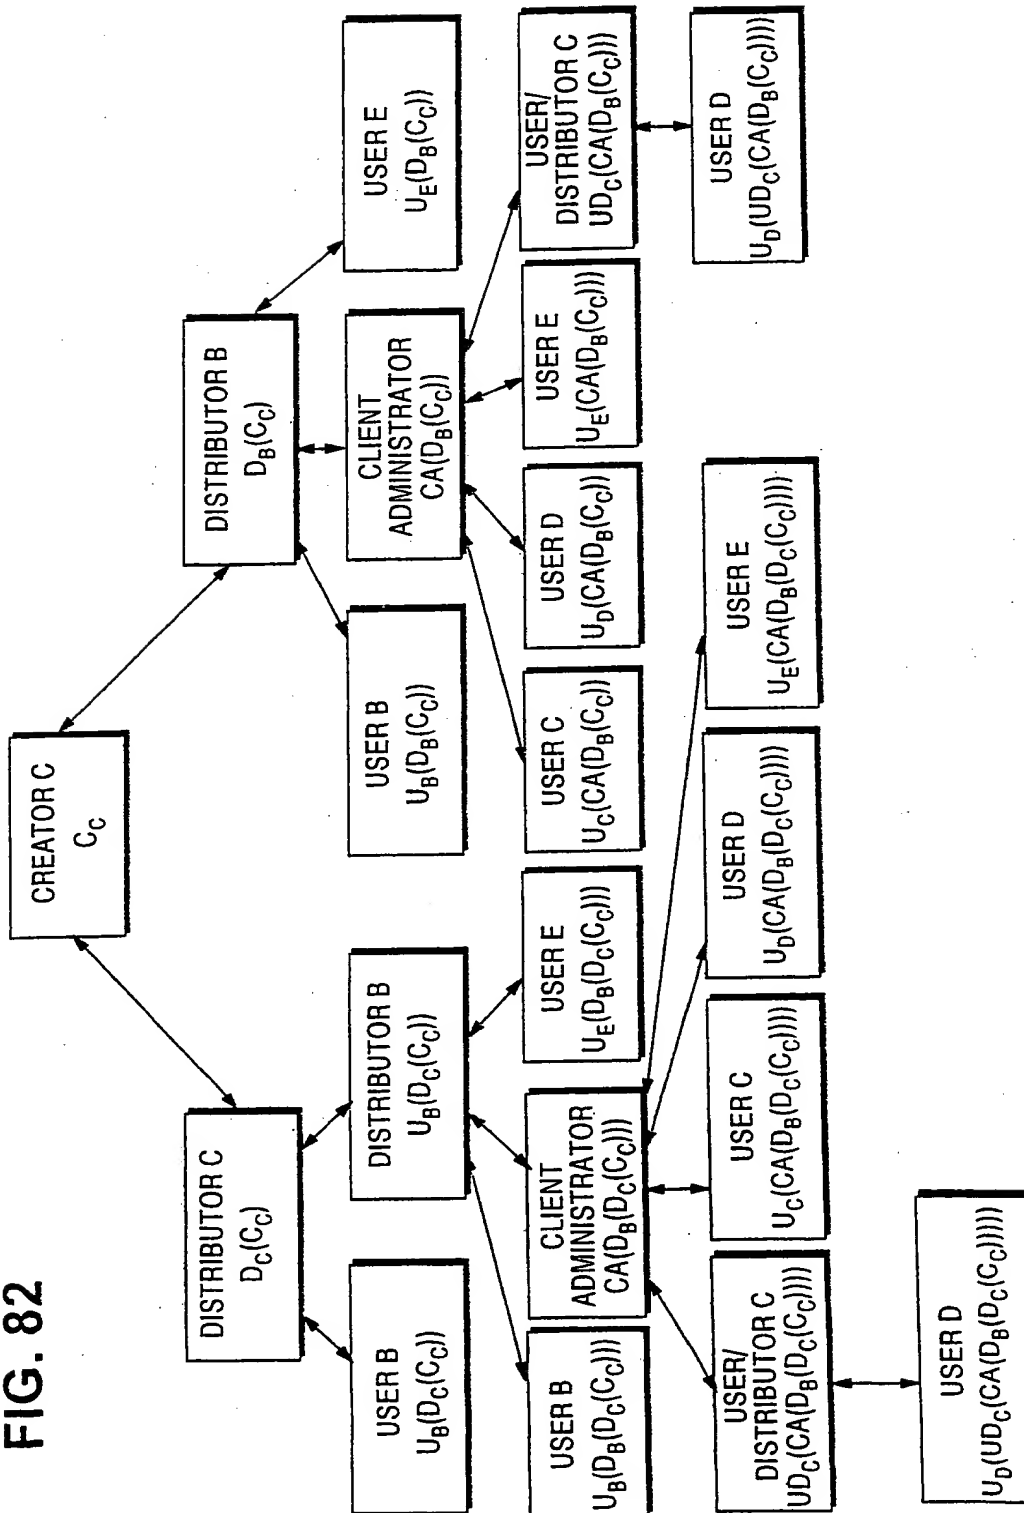 FIG. 82
CREATOR C
C_C
DISTRIBUTOR C
D_C(C_C)
DISTRIBUTOR B
D_B(C_C)
USER B
U_B(D_C(C_C))
DISTRIBUTOR B
U_B(D_C(C_C))
USER B
U_B(D_B(C_C))
CLIENT
ADMINISTRATOR
CA(D_B(C_C))
USER E
U_E(D_B(C_C))
USER B
U_B(D_B(D_C(C_C)))
CLIENT
ADMINISTRATOR
CA(D_B(D_C(C_C)))
USER E
U_E(D_B(D_C(C_C)))
USER C
U_C(CA(D_B(C_C))
USER D
U_D(CA(D_B(C_C))
USER E
U_E(CA(D_B(C_C)))
USER/
DISTRIBUTOR C
UD_C(CA(D_B(C_C)))
USER/
DISTRIBUTOR C
UD_C(CA(D_B(D_C(C_C))))
USER C
U_C(CA(D_B(D_C(C_C))))
USER D
U_D(CA(D_B(D_C(C_C))))
USER E
U_E(CA(D_B(D_C(C_C))))
USER D
U_D(UD_C(CA(D_B(C_C))))
USER D
U_D(UD_C(CA(D_B(D_C(C_C)))))